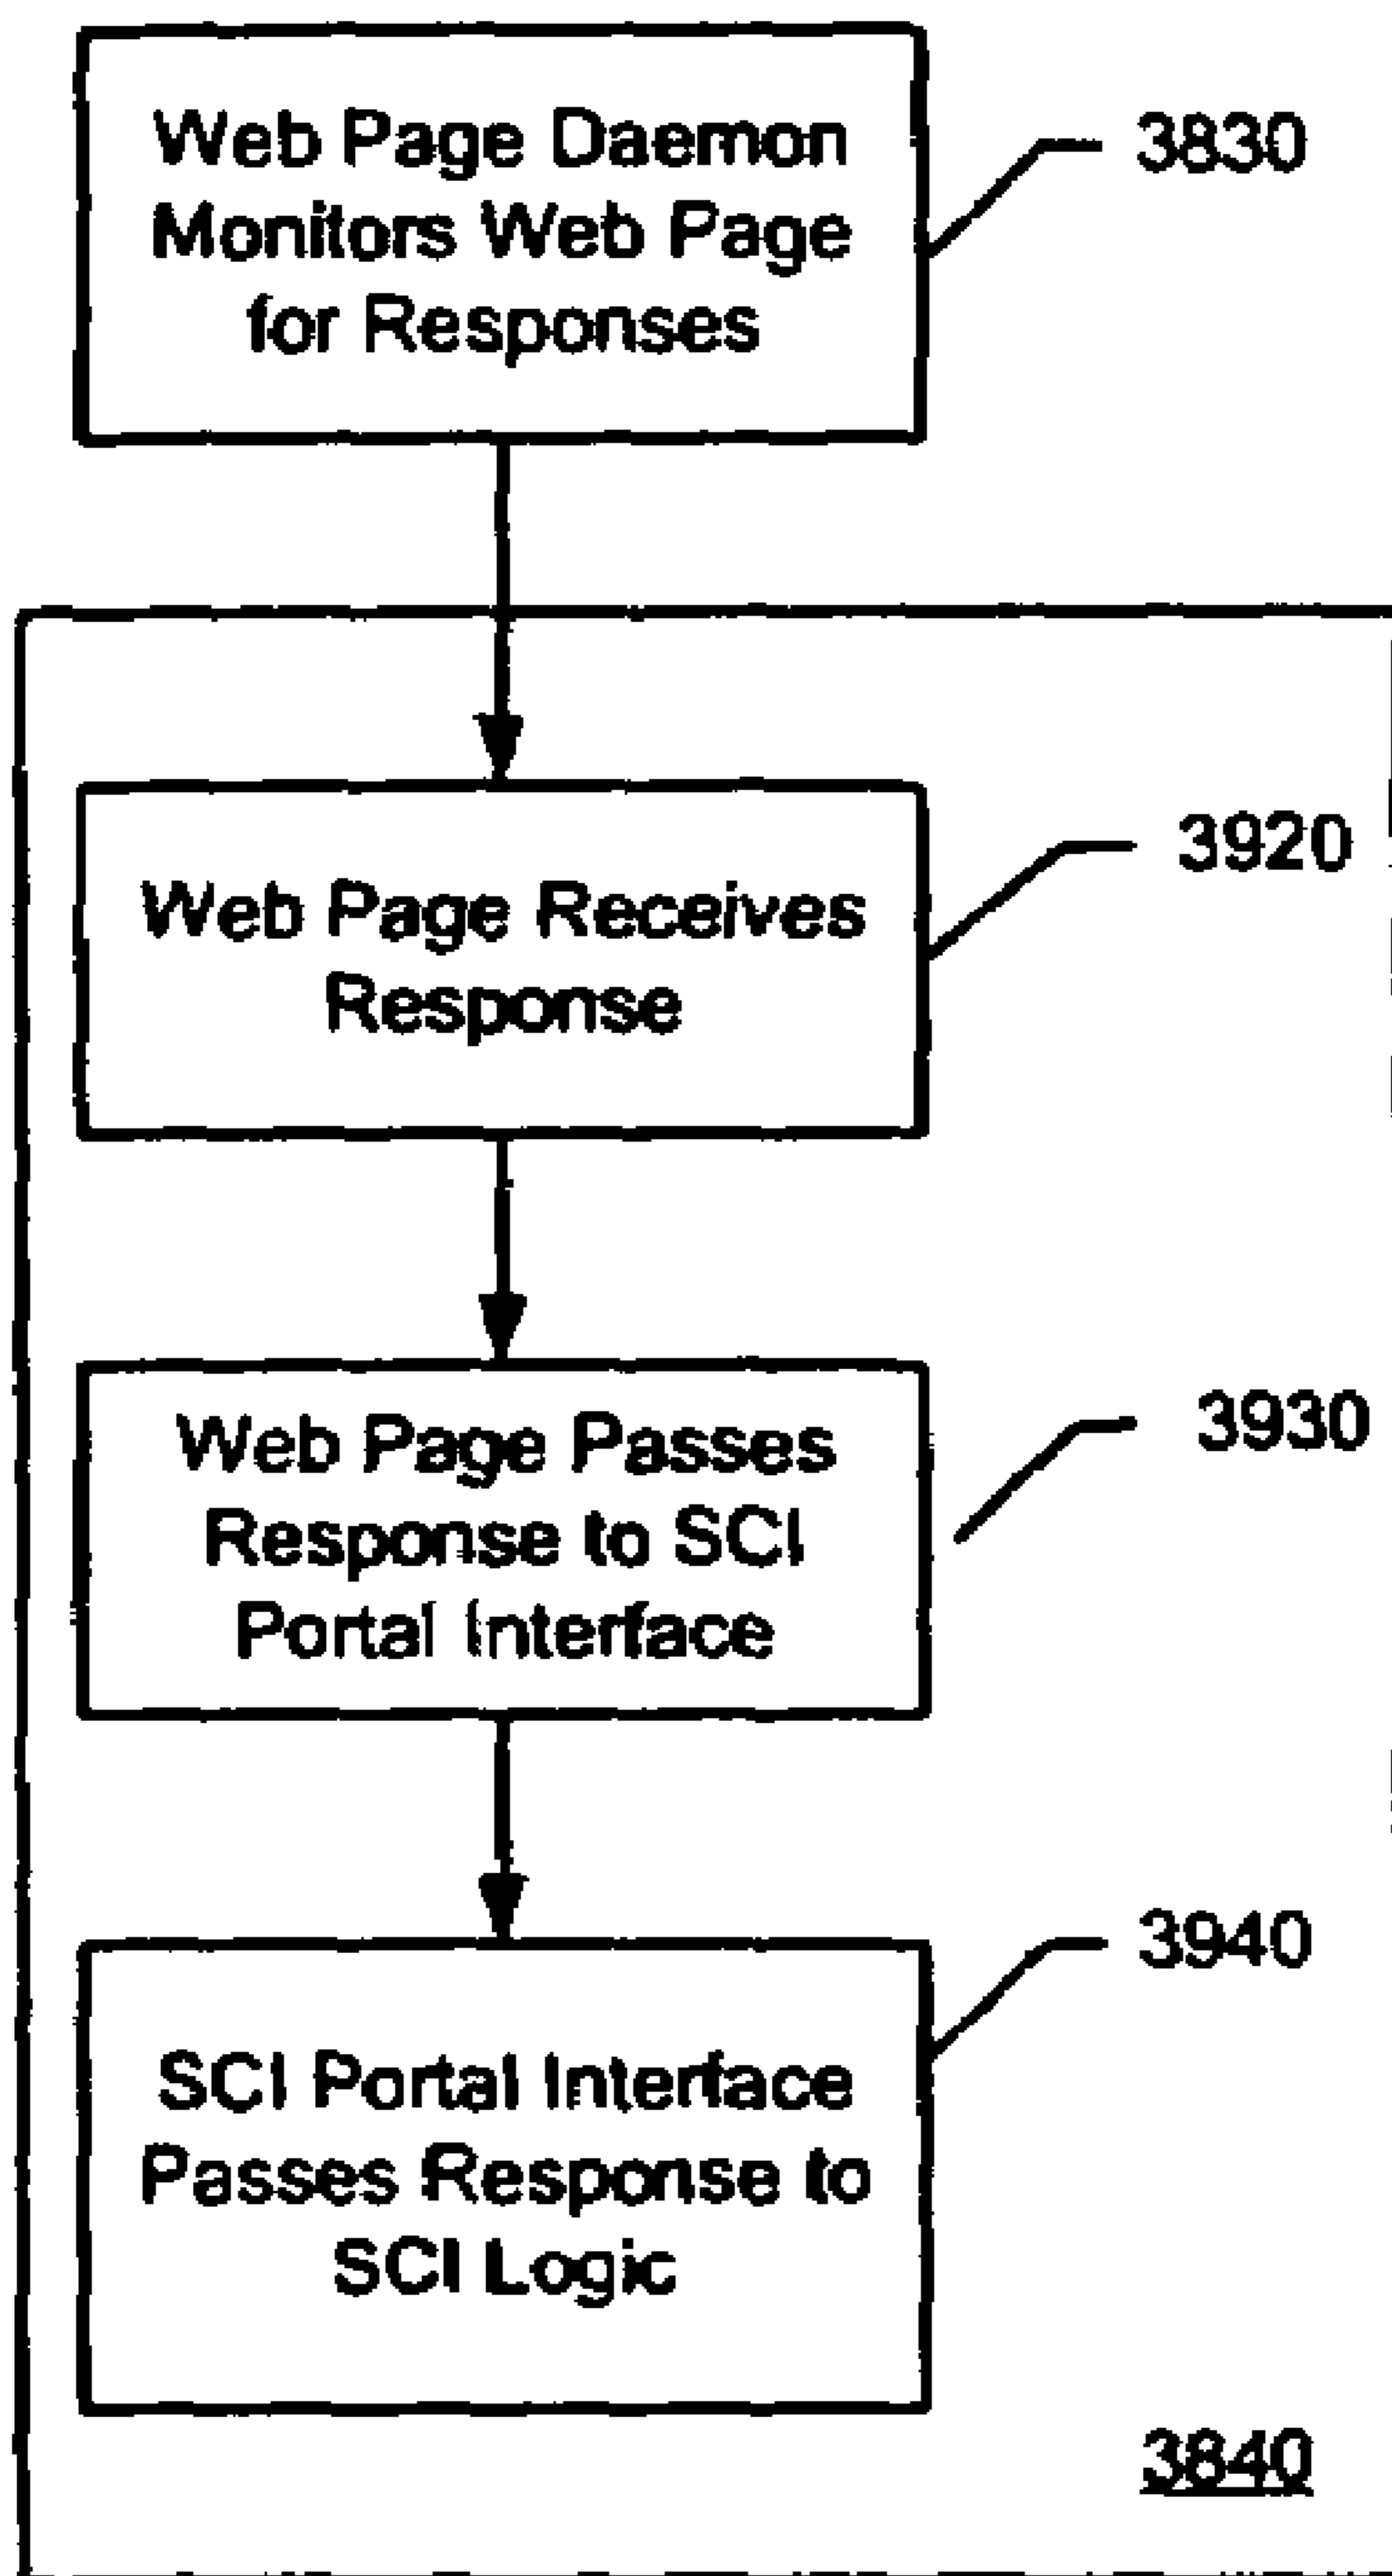 Web Page Daemon
Monitors Web Page
for Responses
3830
Web Page Receives
Response
3920
Web Page Passes
Response to SCI
Portal Interface
3930
SCI Portal Interface
Passes Response to
SCI Logic
3940
3840